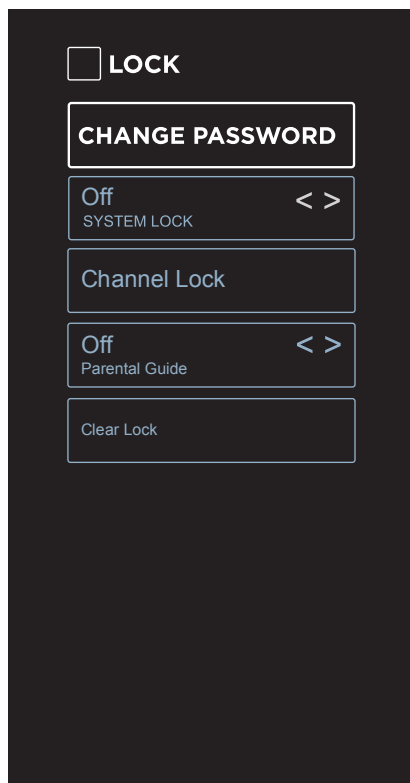 LOCK
CHANGE PASSWORD
Off < >
SYSTEM LOCK
Channel Lock
Off < >
Parental Guide
Clear Lock